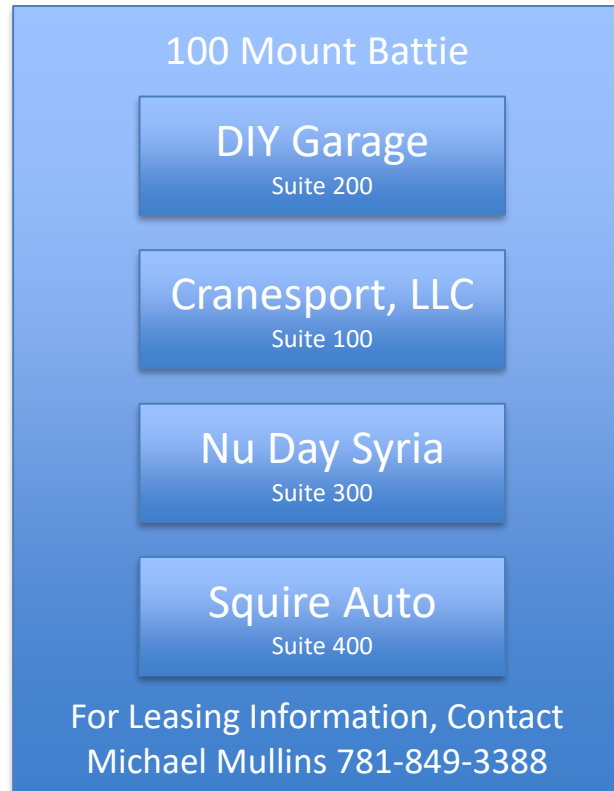 100 Mount Battie
DIY Garage
Suite 200
Cranesport, LLC
Suite 100
Nu Day Syria
Suite 300
Squire Auto
Suite 400
For Leasing Information, Contact
Michael Mullins 781-849-3388